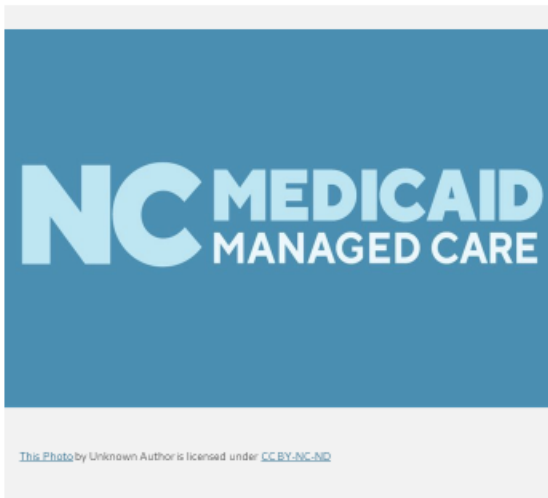 NC MEDICAID
MANAGED CARE
This Photo by Unknown Author is licensed under CC BY-NC-ND